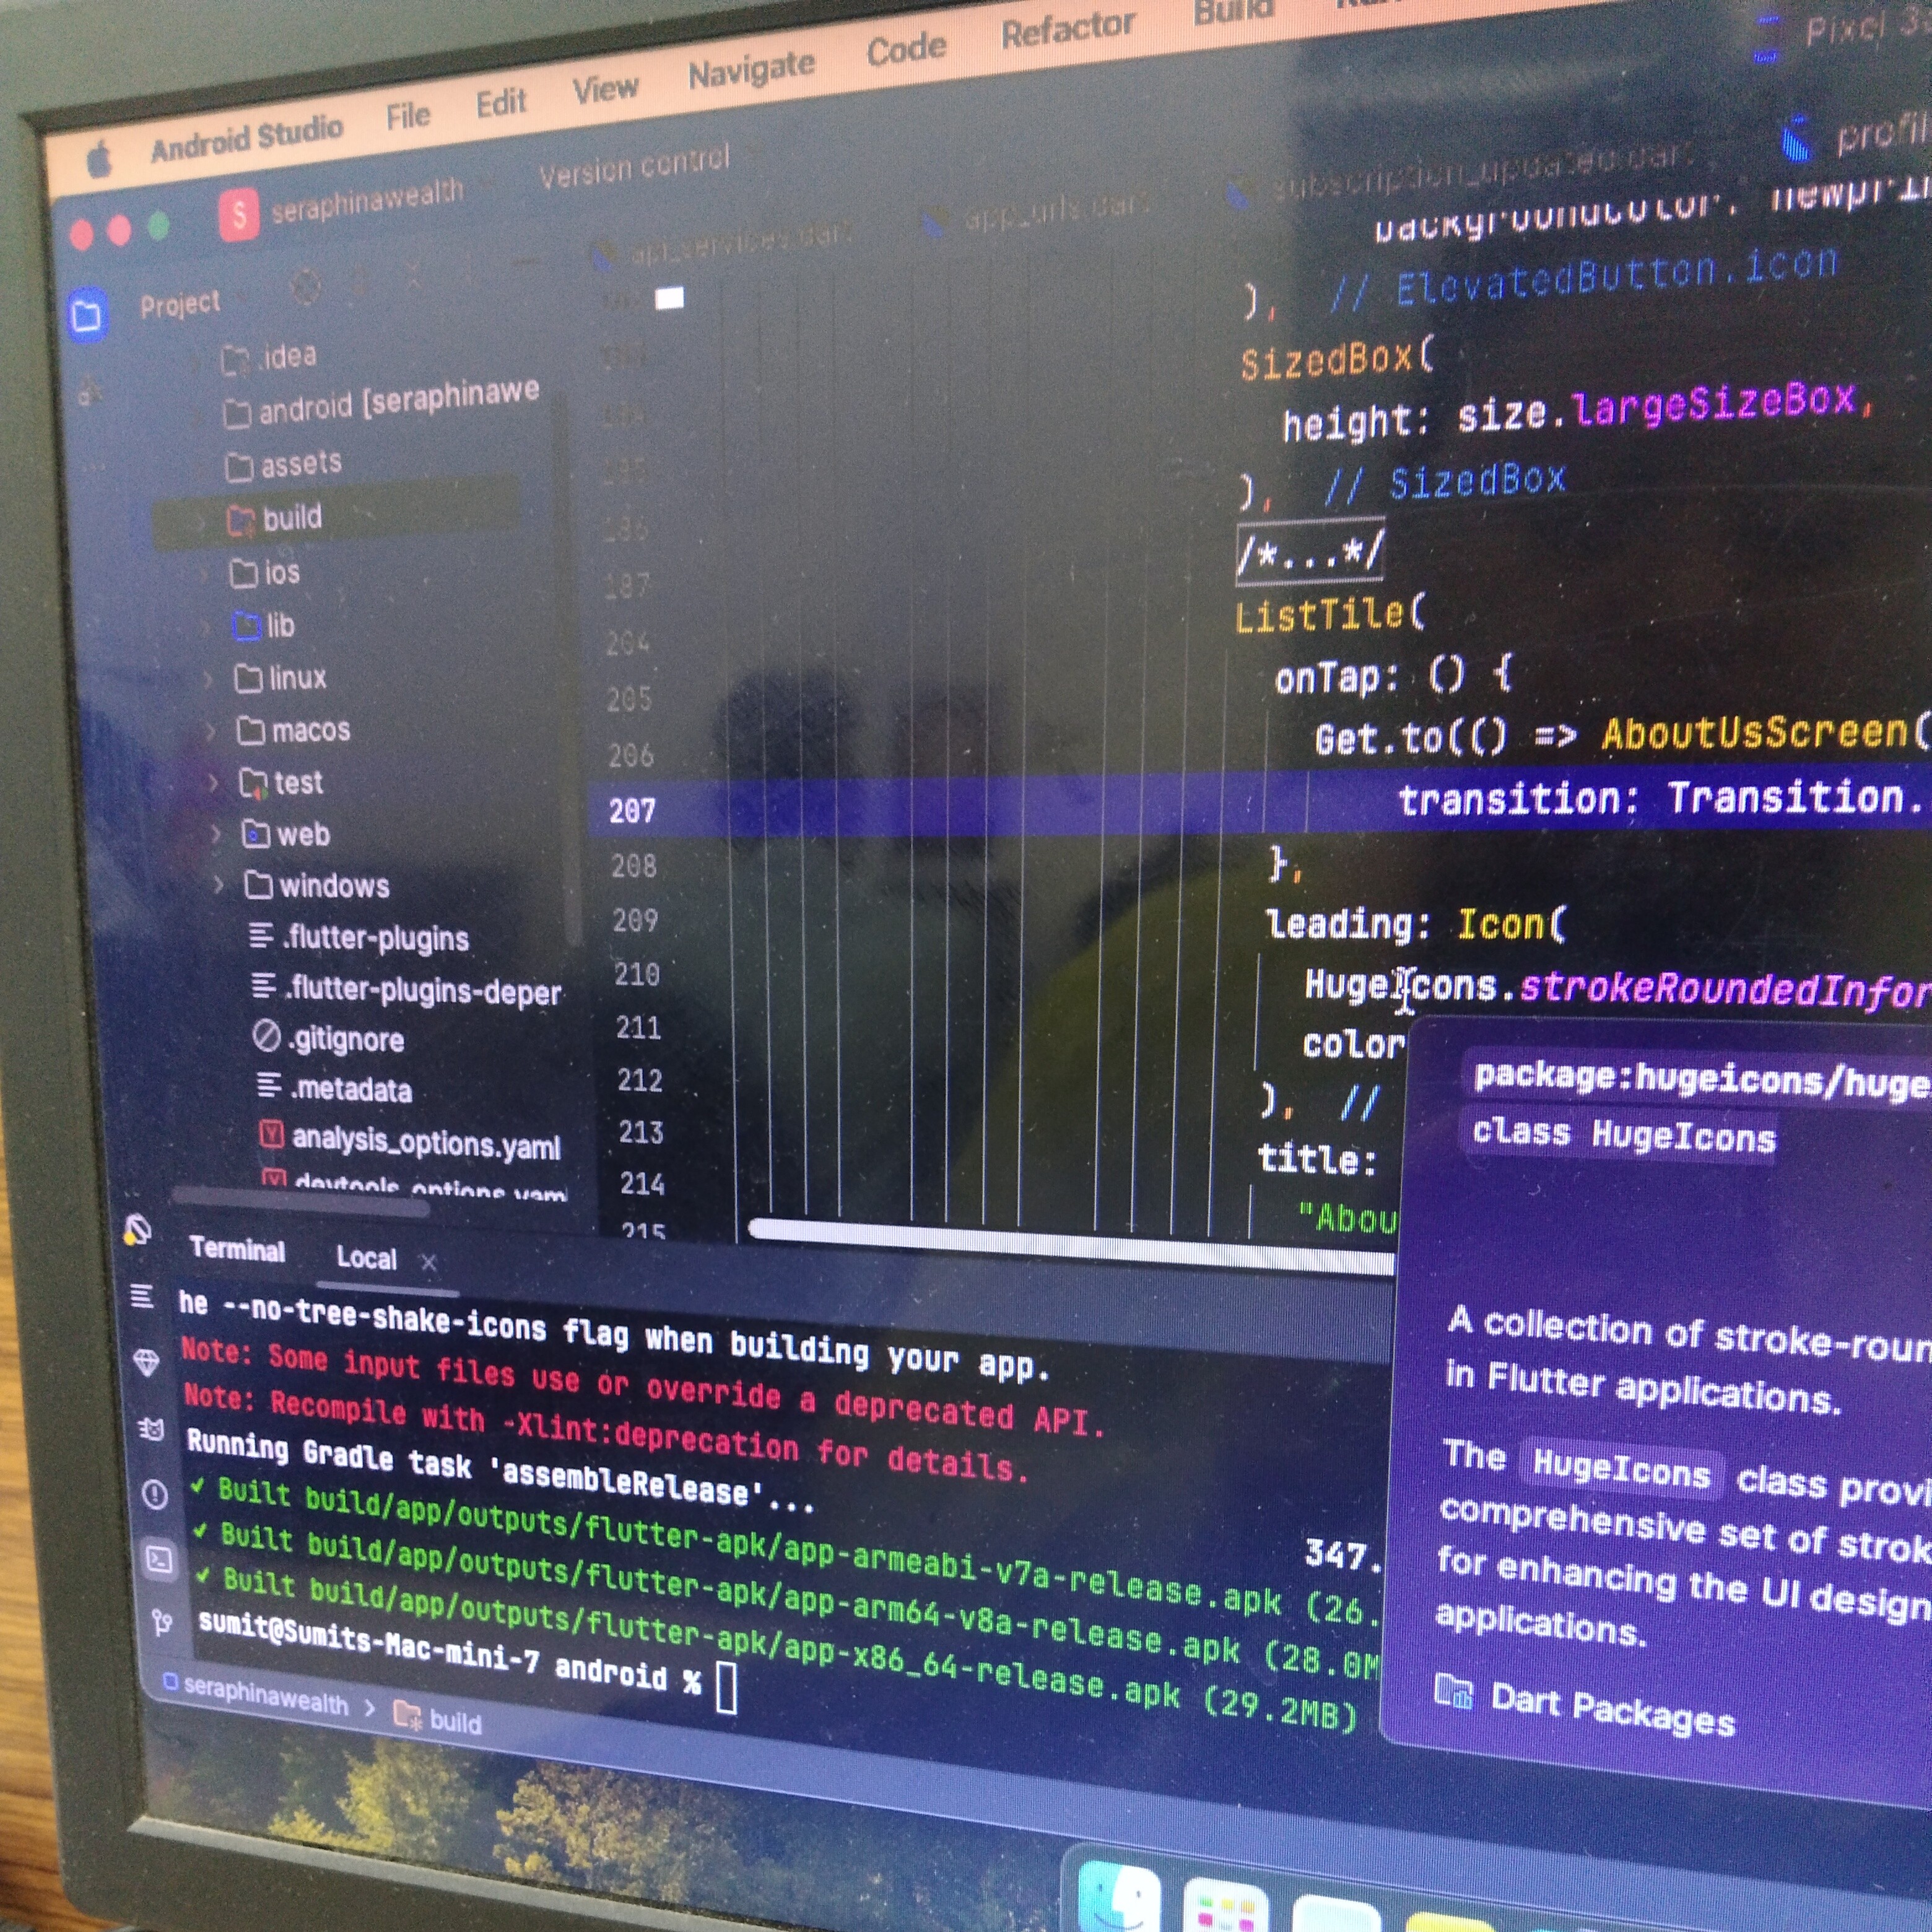 Android Studio File Edit View Navigate Code Refactor Build
Pixel 3
S seraphinawealth Version control
api_services.dart app_urls.dart subscription_updated.dart
Project
.idea
android [seraphinawe
assets
build
ios
lib
linux
macos
test
web
windows
.flutter-plugins
.flutter-plugins-deper
.gitignore
.metadata
analysis_options.yaml
devtools_options.yaml
186
187
204
205
206
207
208
209
210
211
212
213
214
215
), // ElevatedButton.icon
SizedBox(
height: size.largeSizeBox,
), // SizedBox
/*...*/
ListTile(
onTap: () {
Get.to(() => AboutUsScreen(
transition: Transition.
},
leading: Icon(
HugeIcons.strokeRoundedInfor
color
), //
title:
"Abou
package:hugeicons/huge
class HugeIcons
A collection of stroke-roun
in Flutter applications.
The HugeIcons class provi
comprehensive set of strok
for enhancing the UI design
applications.
Dart Packages
Terminal Local ×
he --no-tree-shake-icons flag when building your app.
Note: Some input files use or override a deprecated API.
Note: Recompile with -Xlint:deprecation for details.
Running Gradle task 'assembleRelease'... 347.
✓ Built build/app/outputs/flutter-apk/app-armeabi-v7a-release.apk (26.
✓ Built build/app/outputs/flutter-apk/app-arm64-v8a-release.apk (28.0M
✓ Built build/app/outputs/flutter-apk/app-x86_64-release.apk (29.2MB)
sumit@Sumits-Mac-mini-7 android %
seraphinawealth > build